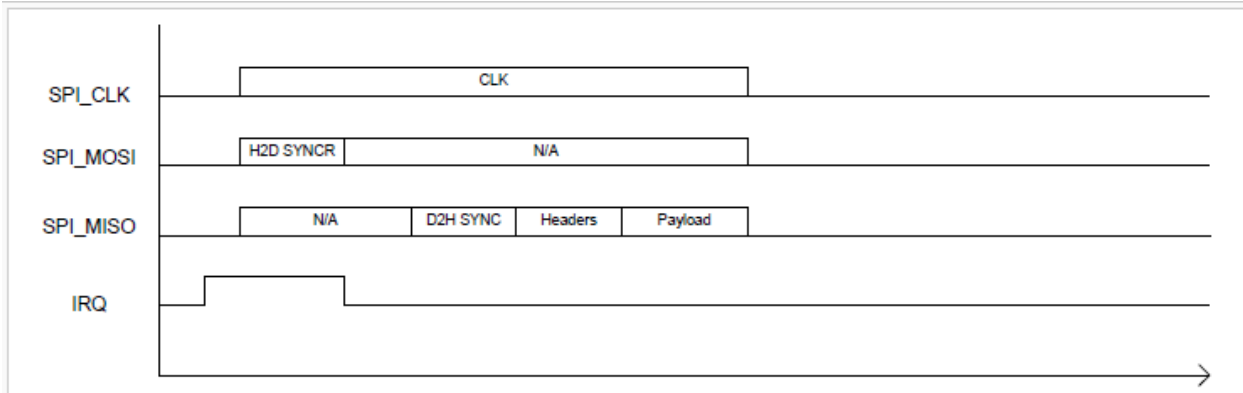 SPI_CLK CLK
SPI_MOSI H2D SYNCR N/A
SPI_MISO N/A D2H SYNC Headers Payload
IRQ